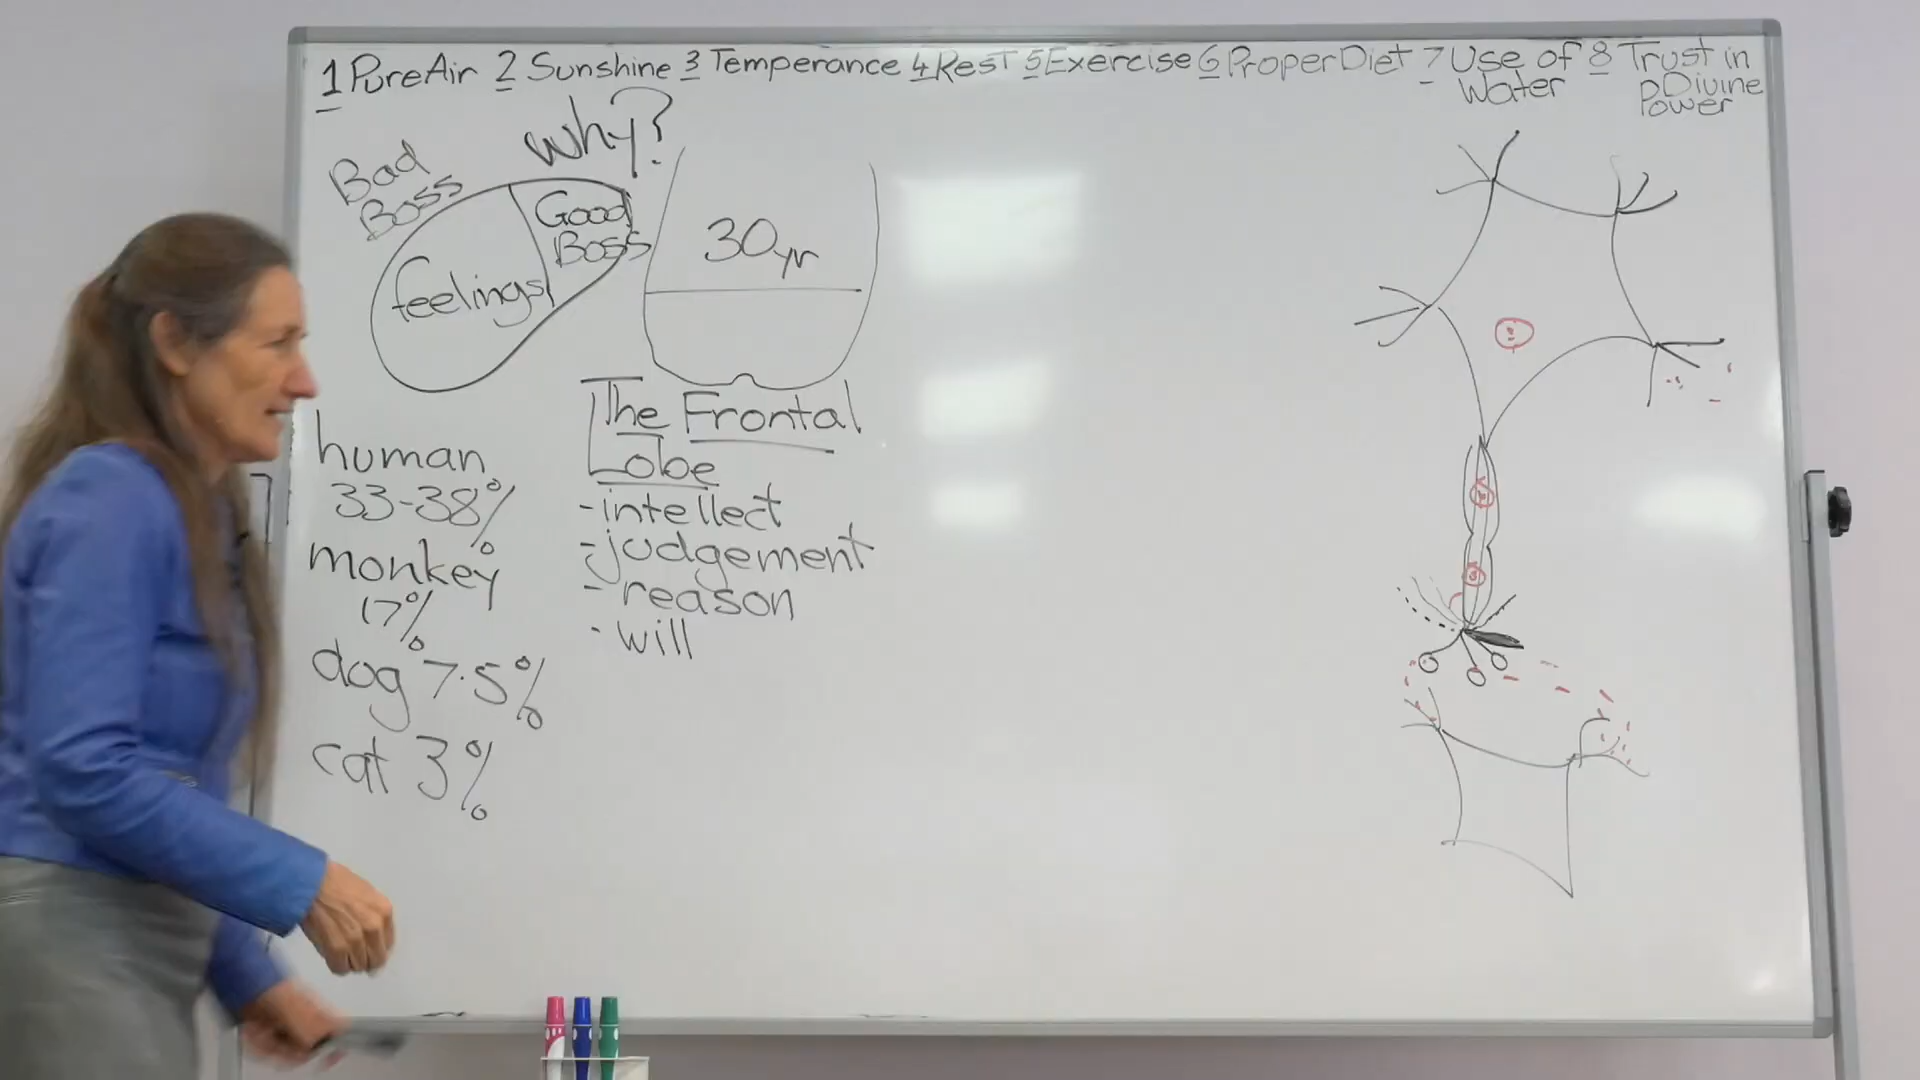 1 Pure Air 2 Sunshine 3 Temperance 4 Rest 5 Exercise 6 Proper Diet 7 Use of Water 8 Trust in Divine Power
Why?
Bad
Boss
Good
Boss
feelings
30yr
The Frontal
Lobe
- intellect
- judgement
- reason
- will
human
33-38%
monkey
17%
dog 7.5%
cat 3%